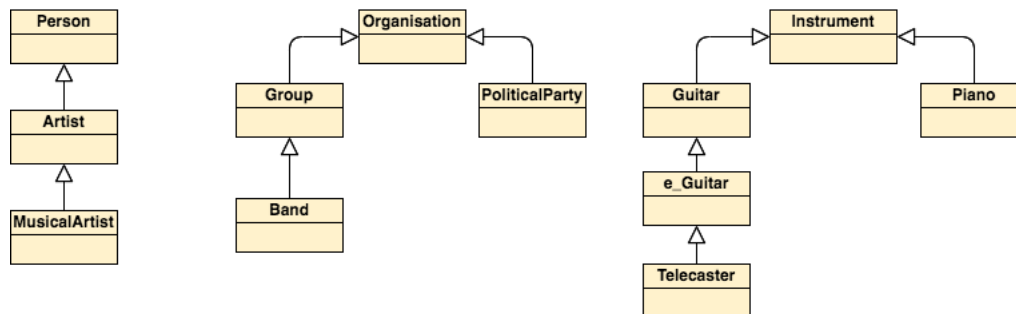 Person
Organisation
Instrument
Group
PoliticalParty
Guitar
Piano
Artist
e_Guitar
MusicalArtist
Band
Telecaster